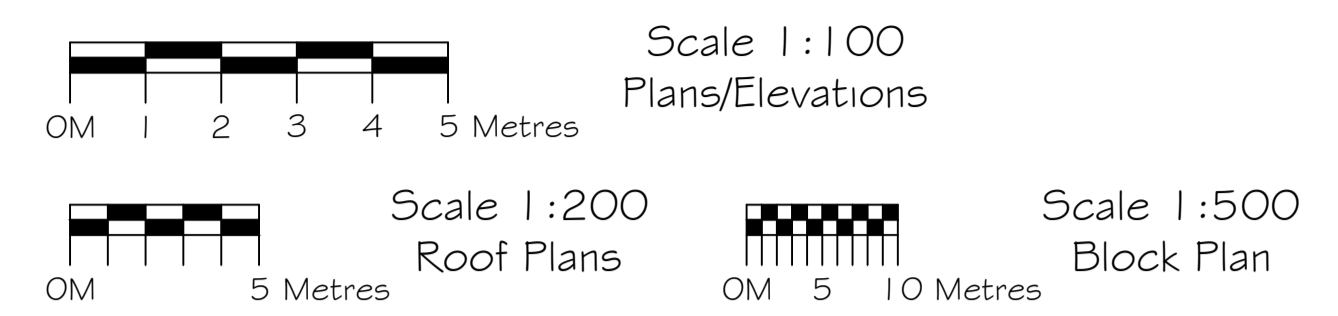 Scale 1:100
Plans/Elevations
0M 1 2 3 4 5 Metres
Scale 1:200
Roof Plans
0M 5 Metres
Scale 1:500
Block Plan
0M 5 10 Metres